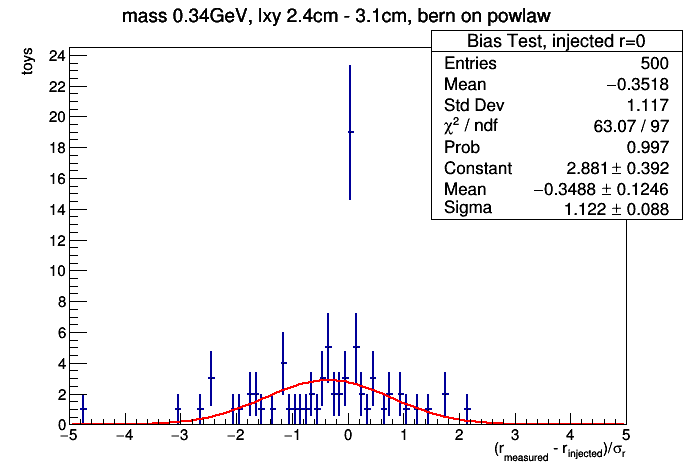 mass 0.34GeV, lxy 2.4cm - 3.1cm, bern on powlaw
Bias Test, injected r=0
Entries 500
Mean −0.3518
Std Dev 1.117
χ² / ndf 63.07 / 97
Prob 0.997
Constant 2.881 ± 0.392
Mean −0.3488 ± 0.1246
Sigma 1.122 ± 0.088
toys
24
22
20
18
16
14
12
10
8
6
4
2
0
−5 −4 −3 −2 −1 0 1 2 3 4 5
(r_measured - r_injected)/σ_r